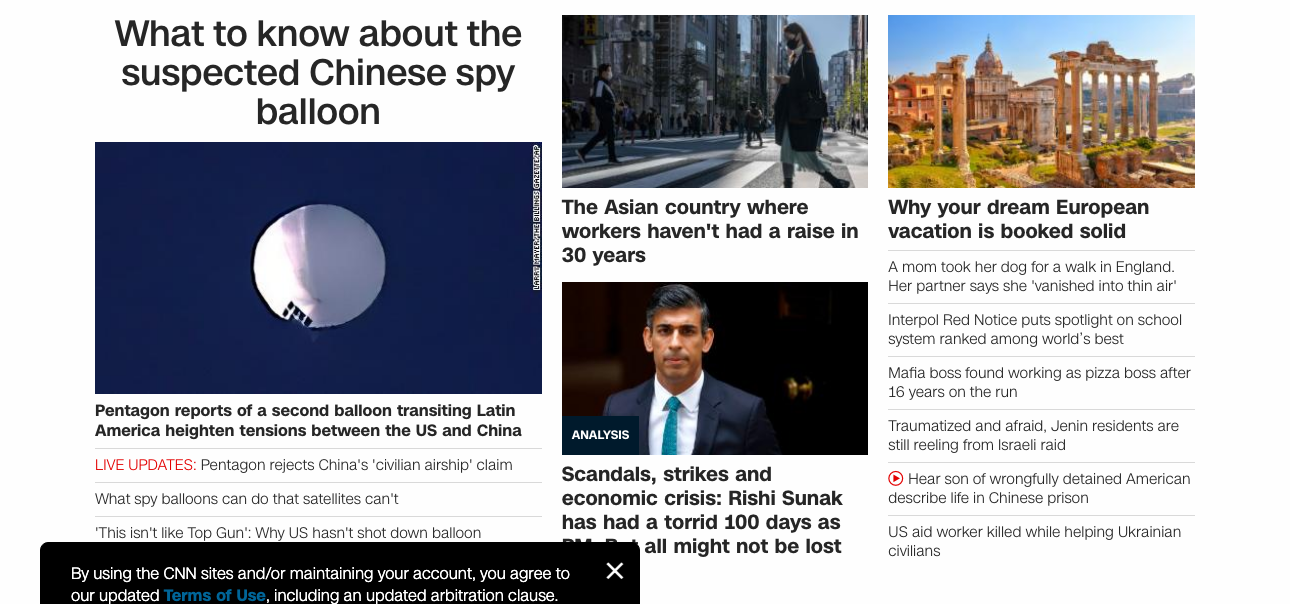 What to know about the
suspected Chinese spy
balloon
LARRY MAYER/THE BILLINGS GAZETTE/AP
Pentagon reports of a second balloon transiting Latin
America heighten tensions between the US and China
LIVE UPDATES: Pentagon rejects China's 'civilian airship' claim
What spy balloons can do that satellites can't
'This isn't like Top Gun': Why US hasn't shot down balloon
The Asian country where
workers haven't had a raise in
30 years
ANALYSIS
Scandals, strikes and
economic crisis: Rishi Sunak
has had a torrid 100 days as
PM. But all might not be lost
Why your dream European
vacation is booked solid
A mom took her dog for a walk in England.
Her partner says she 'vanished into thin air'
Interpol Red Notice puts spotlight on school
system ranked among world’s best
Mafia boss found working as pizza boss after
16 years on the run
Traumatized and afraid, Jenin residents are
still reeling from Israeli raid
Hear son of wrongfully detained American
describe life in Chinese prison
US aid worker killed while helping Ukrainian
civilians
By using the CNN sites and/or maintaining your account, you agree to
our updated Terms of Use, including an updated arbitration clause.